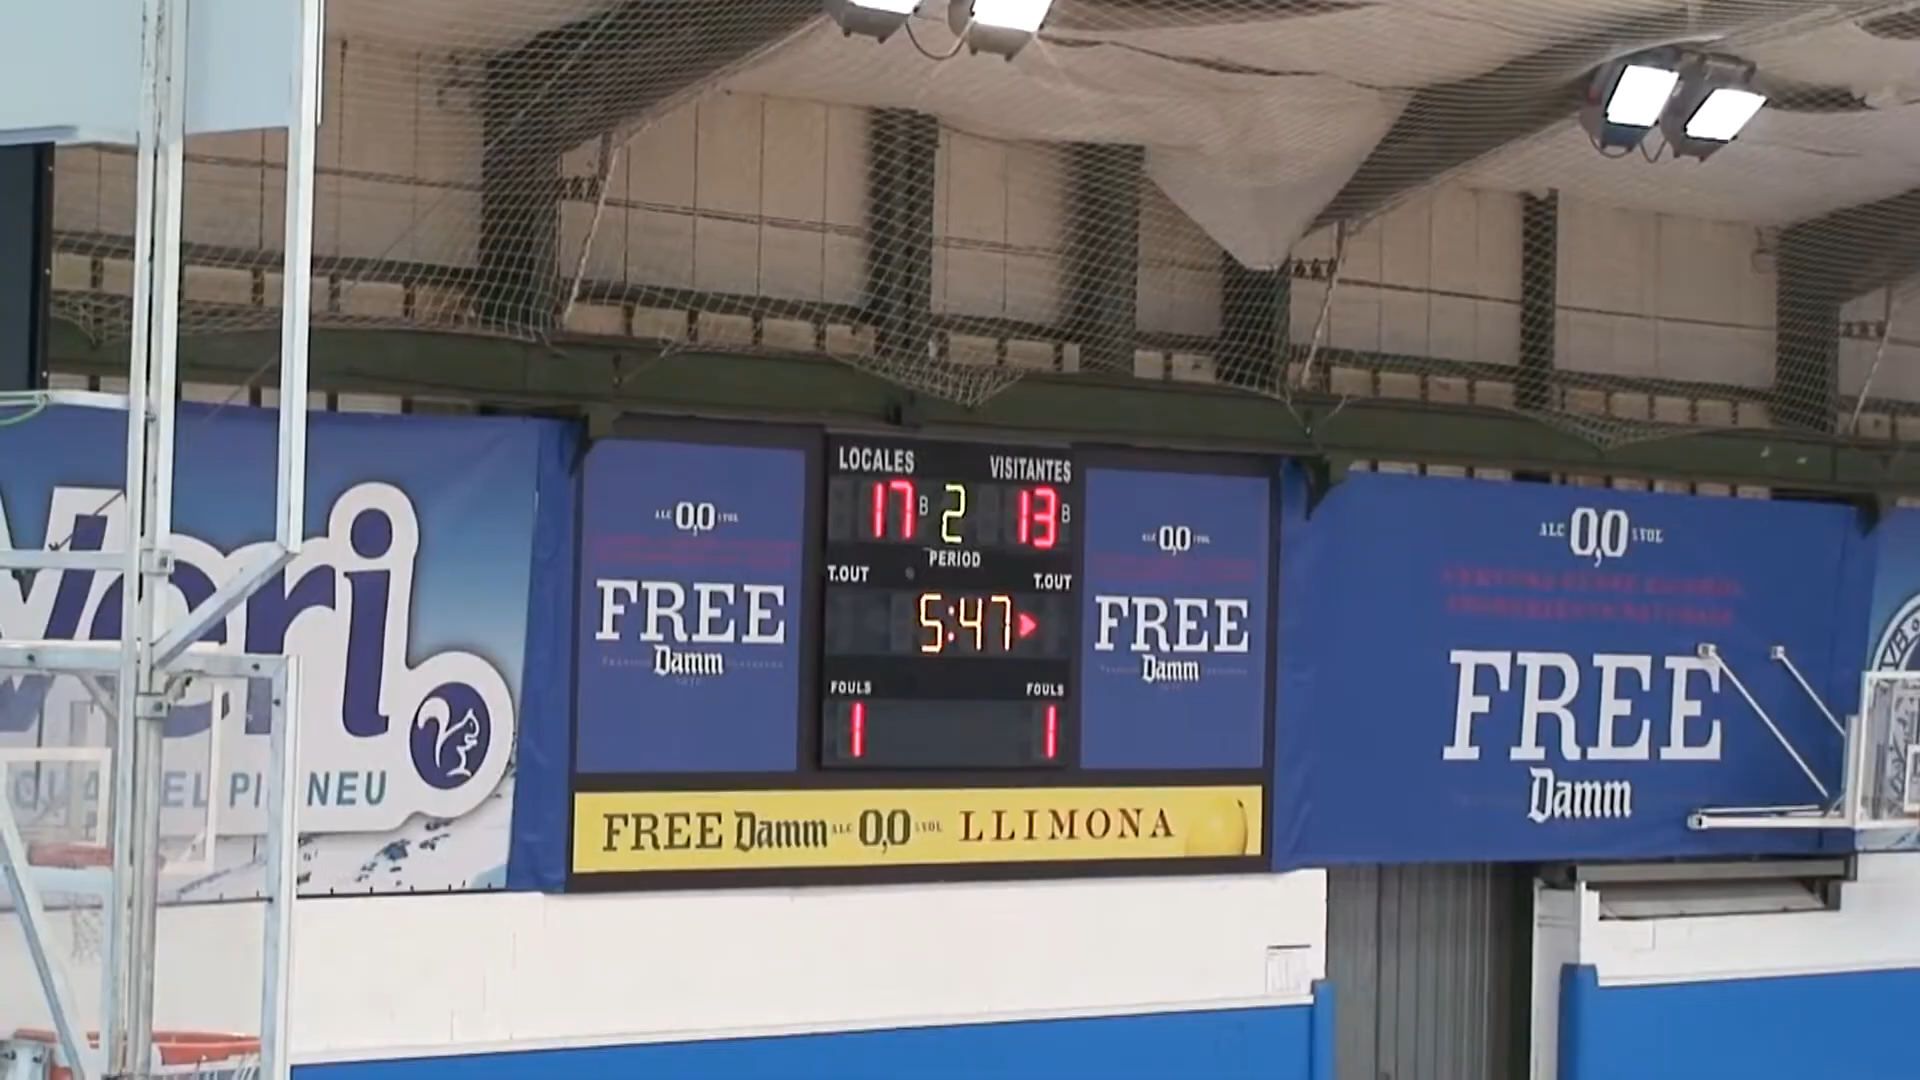 LOCALES
VISITANTES
17 B 2 13 B
PERIOD
T.OUT
T.OUT
5:47
FOULS
FOULS
1
1
ALC 0,0 % VOL
FREE
Damm
ALC 0,0 % VOL
FREE
Damm
FREE Damm ALC 0,0 % VOL LLIMONA
ALC 0,0 % VOL
FREE
Damm
Veri
NEU